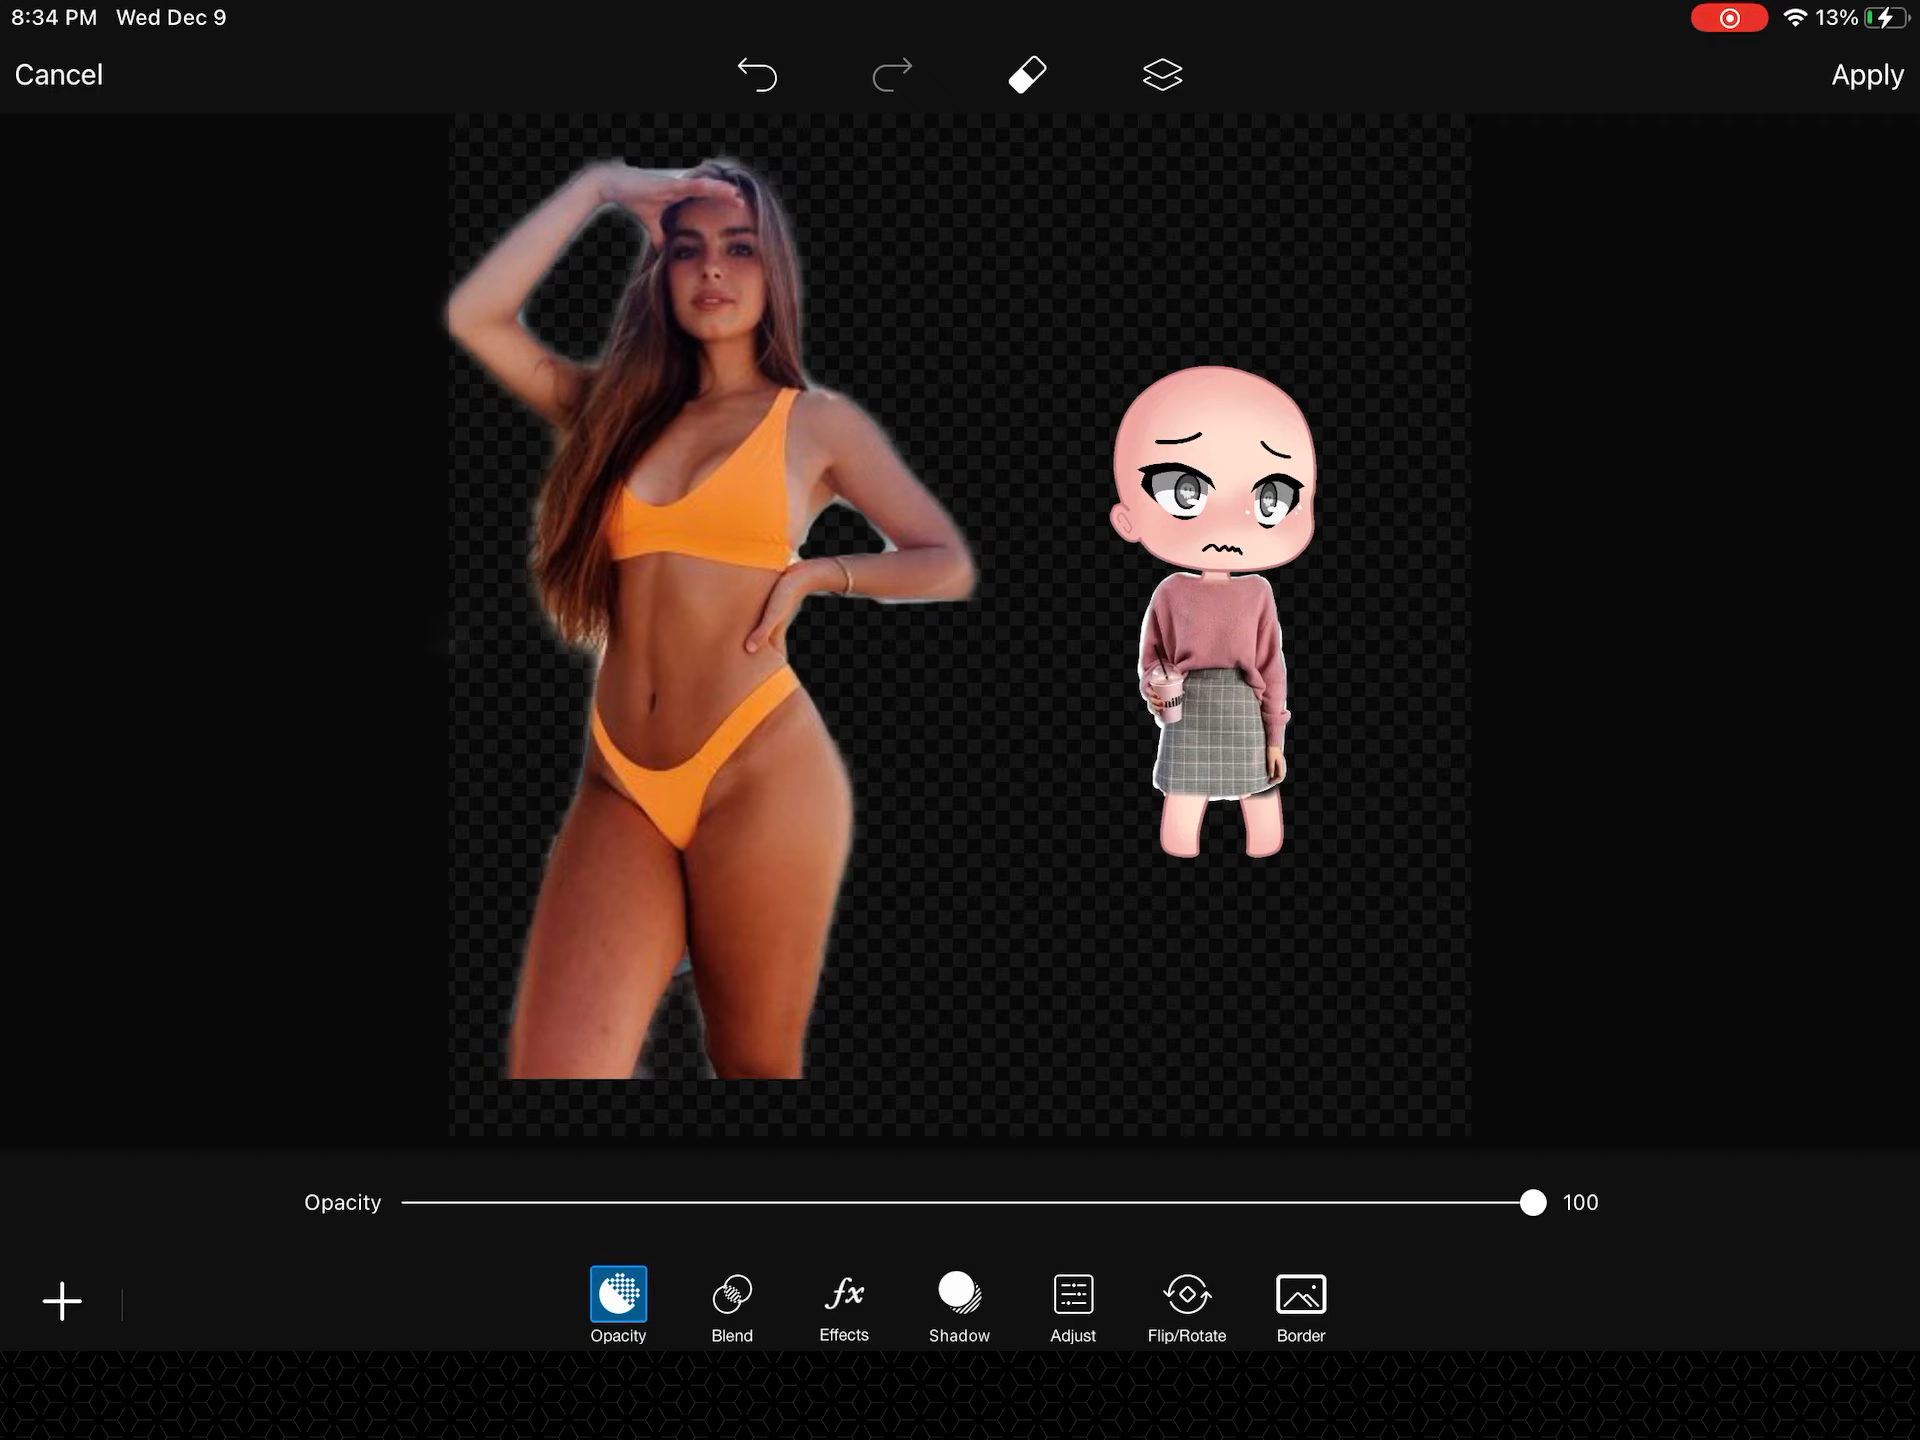 8:34 PM Wed Dec 9
13%
Cancel
Apply
Opacity
100
Opacity
Blend
fx
Effects
Shadow
Adjust
Flip/Rotate
Border